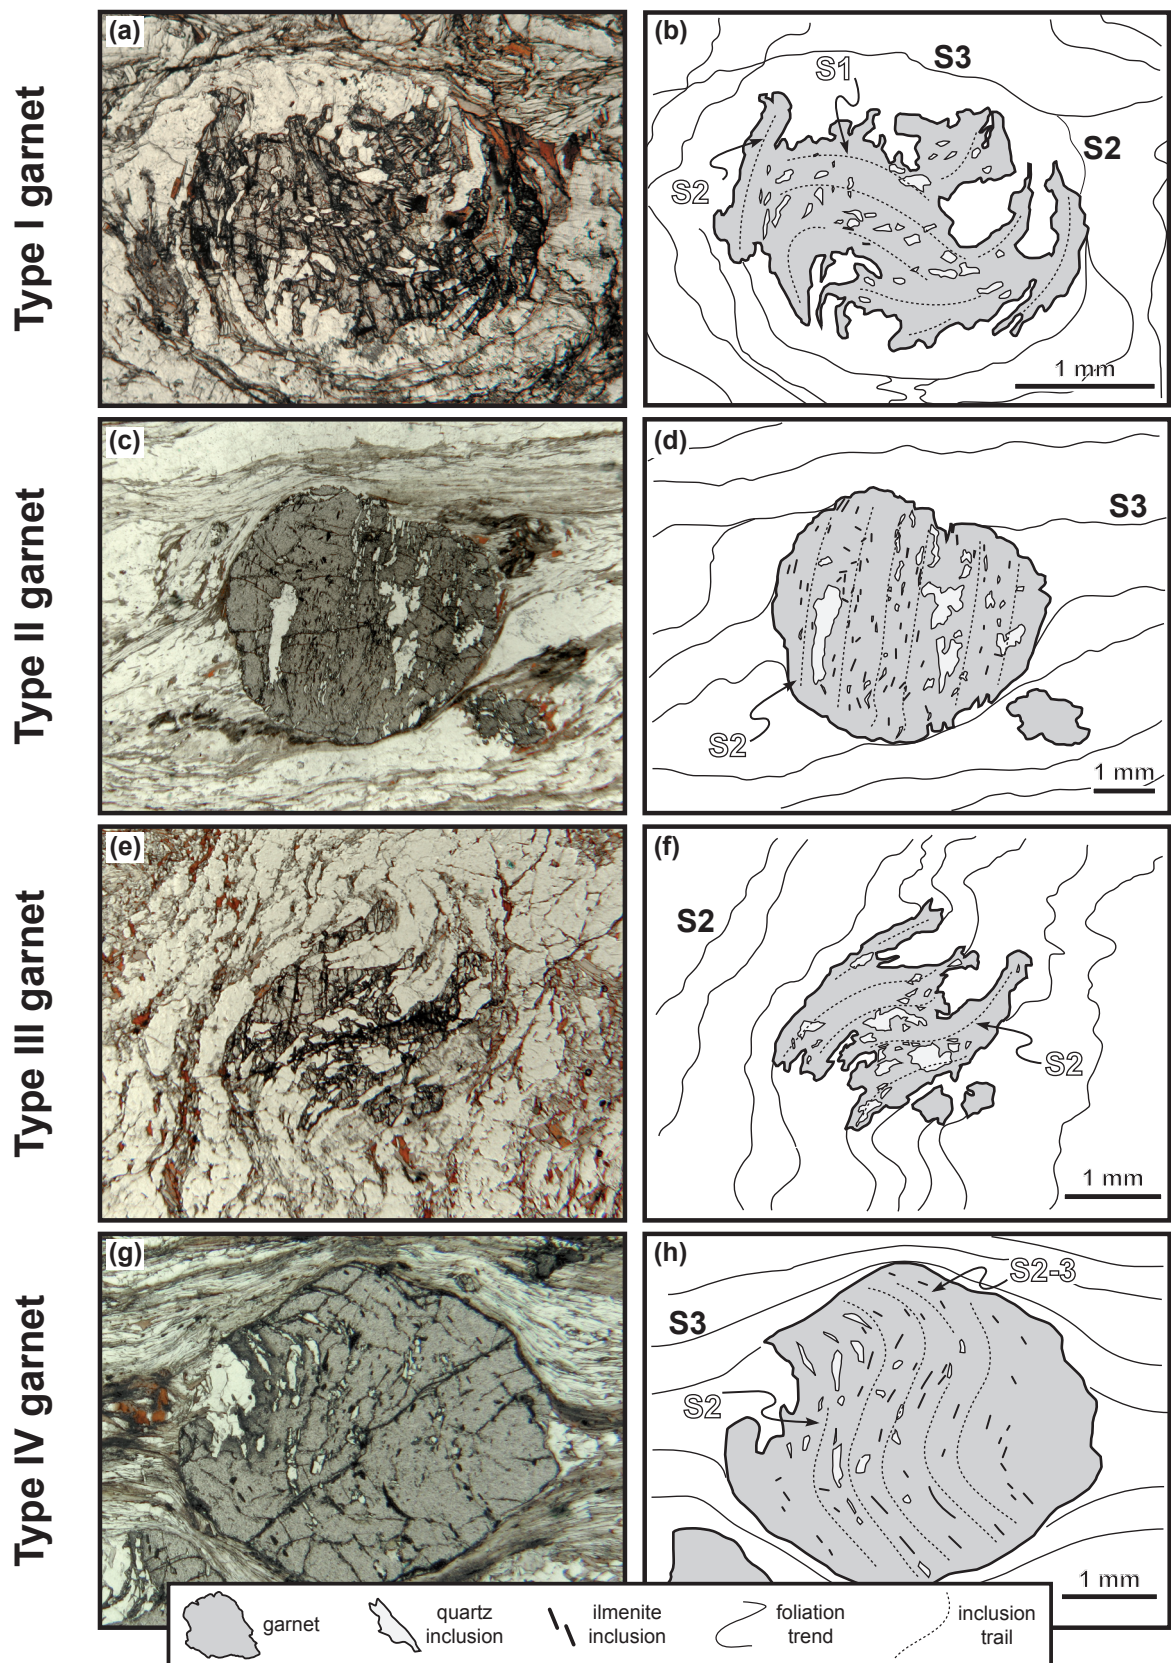 Type I garnet
(a)
(b)
S1
S3
S2
S2
1 mm
Type II garnet
(c)
(d)
S3
S2
1 mm
Type III garnet
(e)
(f)
S2
S2
1 mm
Type IV garnet
(g)
(h)
S2-3
S3
S2
1 mm
garnet
quartz
inclusion
ilmenite
inclusion
foliation
trend
inclusion
trail